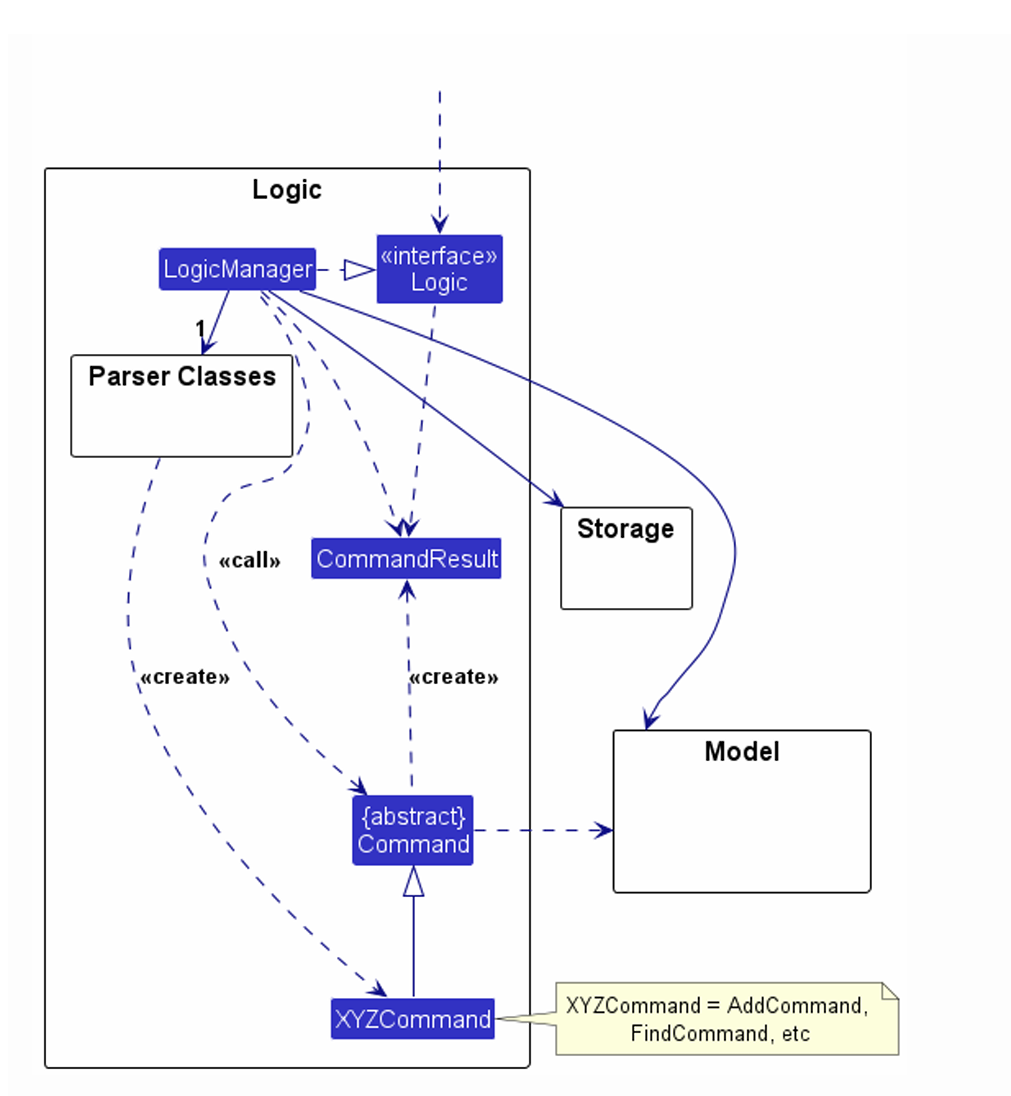 Logic
LogicManager
«interface»
Logic
1
Parser Classes
Storage
«call»
CommandResult
«create»
«create»
Model
{abstract}
Command
XYZCommand
XYZCommand = AddCommand,
FindCommand, etc